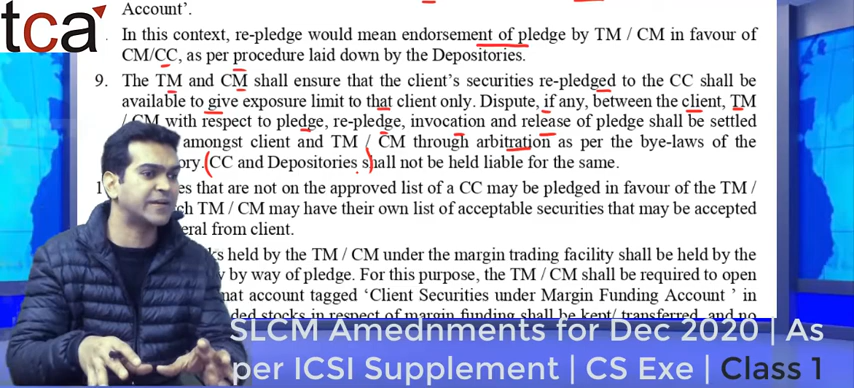 tca
Account’.
In this context, re-pledge would mean endorsement of pledge by TM / CM in favour of
CM/CC, as per procedure laid down by the Depositories.
9. The TM and CM shall ensure that the client’s securities re-pledged to the CC shall be
available to give exposure limit to that client only. Dispute, if any, between the client, TM
/ CM with respect to pledge, re-pledge, invocation and release of pledge shall be settled
amongst client and TM / CM through arbitration as per the bye-laws of the
CC and Depositories shall not be held liable for the same.
that are not on the approved list of a CC may be pledged in favour of the TM /
TM / CM may have their own list of acceptable securities that may be accepted
from client.
held by the TM / CM under the margin trading facility shall be held by the
by way of pledge. For this purpose, the TM / CM shall be required to open
account tagged ‘Client Securities under Margin Funding Account ’ in
stocks in respect of margin funding shall be kept/ transferred, and no
SLCM Amednments for Dec 2020 | As
per ICSI Supplement | CS Exe | Class 1